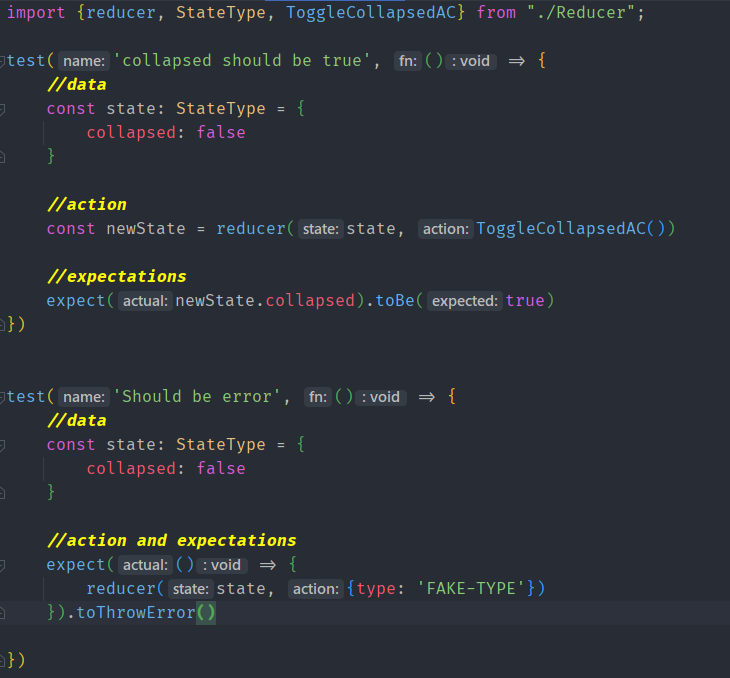 import {reducer, StateType, ToggleCollapsedAC} from "./Reducer";
test( name: 'collapsed should be true', fn: () : void => {
//data
const state: StateType = {
collapsed: false
}
//action
const newState = reducer( state: state, action: ToggleCollapsedAC())
//expectations
expect( actual: newState.collapsed).toBe( expected: true)
})
test( name: 'Should be error', fn: () : void => {
//data
const state: StateType = {
collapsed: false
}
//action and expectations
expect( actual: () : void => {
reducer( state: state, action: {type: 'FAKE-TYPE'})
}).toThrowError()
})